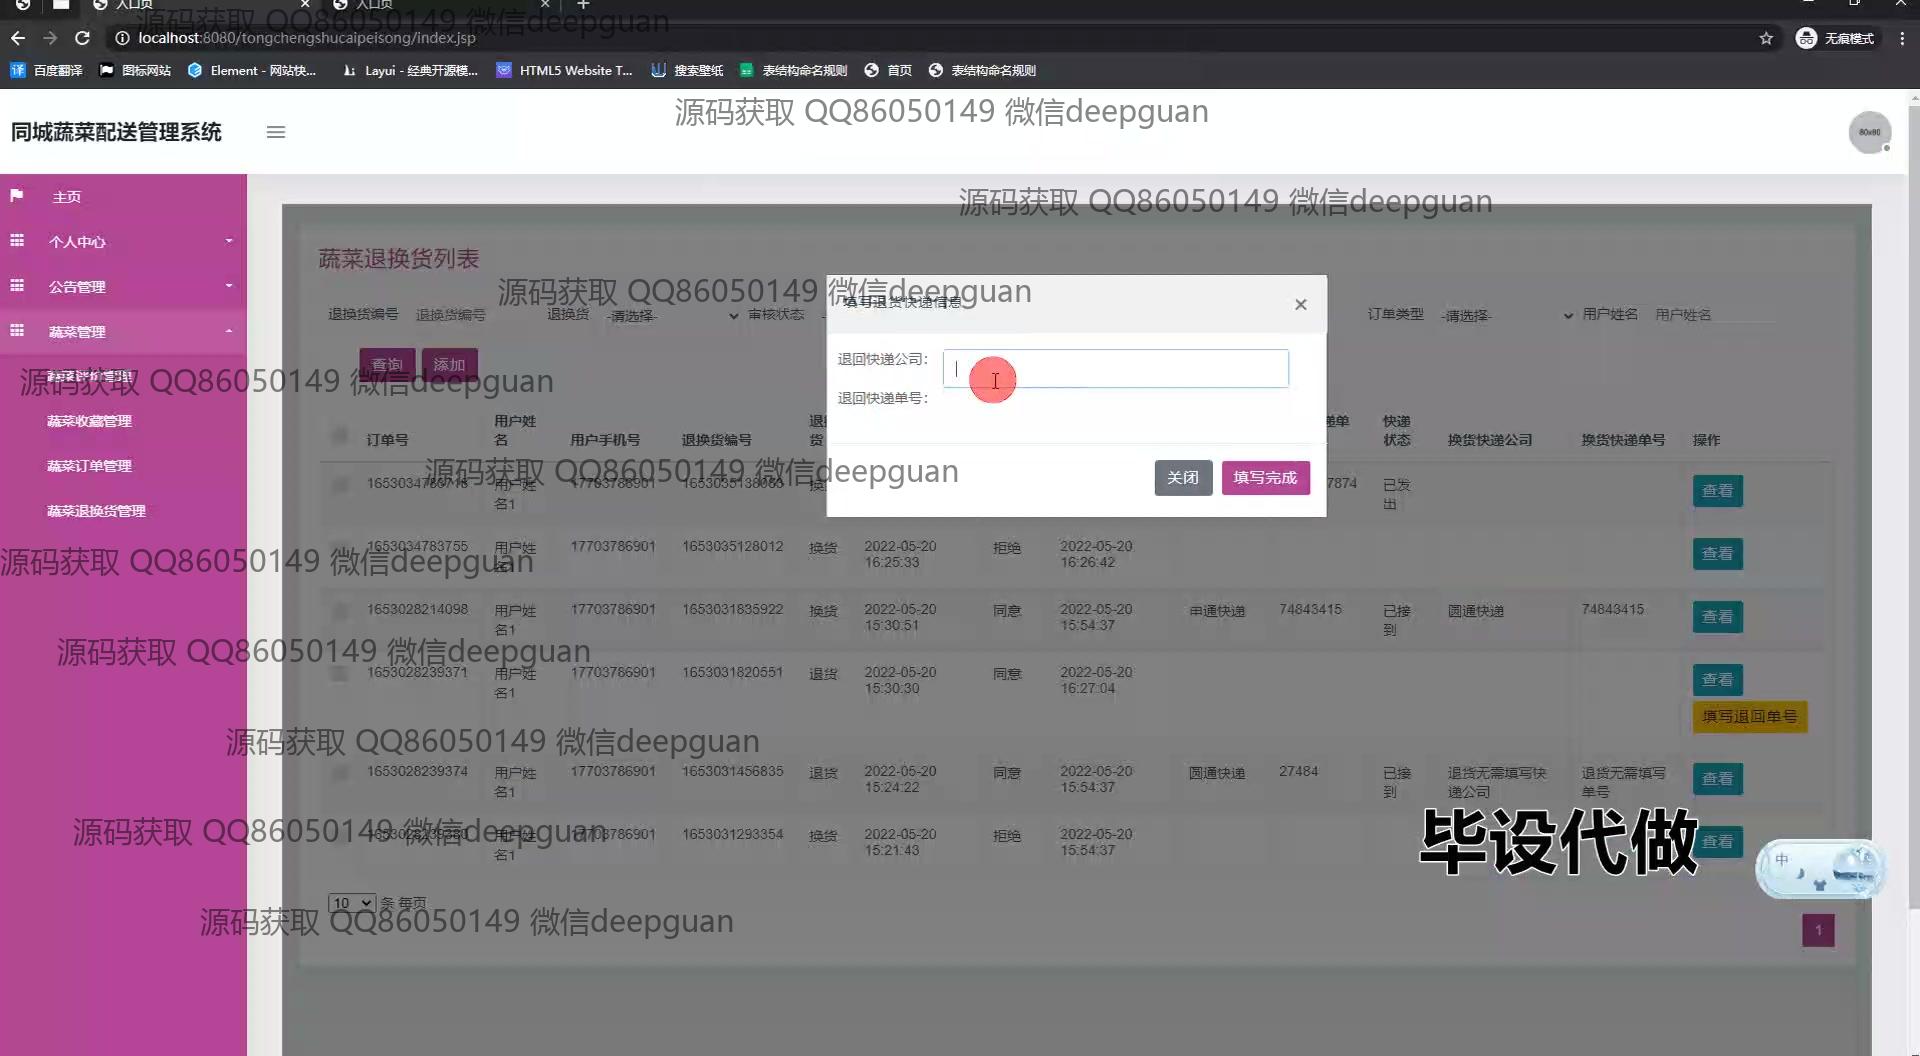 入口页
入口页
localhost:8080/tongchengshucaipeisong/index.jsp
无痕模式
百度翻译
图标网站
Element - 网站快...
Layui - 经典开源模...
HTML5 Website T...
搜索壁纸
表结构命名规则
首页
表结构命名规则
源码获取 QQ86050149 微信deepguan
源码获取 QQ86050149 微信deepguan
同城蔬菜配送管理系统
80x80
源码获取 QQ86050149 微信deepguan
主页
个人中心
公告管理
蔬菜管理
蔬菜评价管理
蔬菜收藏管理
蔬菜订单管理
蔬菜退换货管理
蔬菜退换货列表
源码获取 QQ86050149 微信deepguan
退换货编号 退换货编号 退换货 -请选择- 审核状态
订单类型 -请选择- 用户姓名 用户姓名
查询 添加
源码获取 QQ86050149 微信deepguan
填写退货快递信息 ×
退回快递公司：
退回快递单号：
关闭 填写完成
订单号 用户姓名 用户手机号 退换货编号 快递状态 换货快递公司 换货快递单号 操作
源码获取 QQ86050149 微信deepguan
用户姓名1 7874 已发出 查看
1653034783755 用户姓名1 17703786901 1653035128012 换货 2022-05-20 16:25:33 拒绝 2022-05-20 16:26:42 查看
源码获取 QQ86050149 微信deepguan
1653028214098 用户姓名1 17703786901 1653031835922 换货 2022-05-20 15:30:51 同意 2022-05-20 15:54:37 申通快递 74843415 已接到 圆通快递 74843415 查看
源码获取 QQ86050149 微信deepguan
1653028239371 用户姓名1 17703786901 1653031820551 退货 2022-05-20 15:30:30 同意 2022-05-20 16:27:04 查看
填写退回单号
源码获取 QQ86050149 微信deepguan
1653028239374 用户姓名1 17703786901 1653031456835 退货 2022-05-20 15:24:22 同意 2022-05-20 15:54:37 圆通快递 27484 已接到 退货无需填写快递公司 退货无需填写单号 查看
源码获取 QQ86050149 微信deepguan
1653028239380 用户姓名1 17703786901 1653031293354 换货 2022-05-20 15:21:43 拒绝 2022-05-20 15:54:37 查看
毕设代做
中
10 条 每页
源码获取 QQ86050149 微信deepguan
1